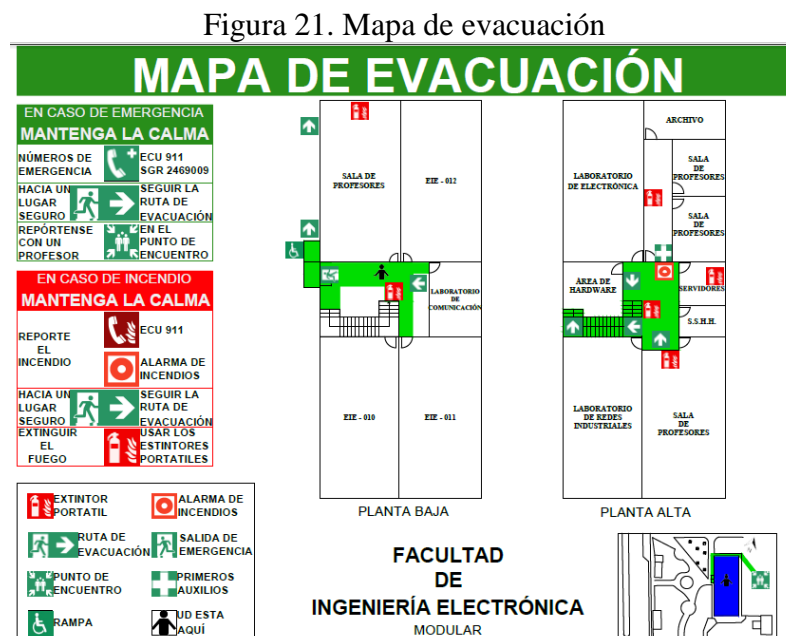 Figura 21. Mapa de evacuación
MAPA DE EVACUACIÓN
EN CASO DE EMERGENCIA
MANTENGA LA CALMA
NÚMEROS DE
EMERGENCIA
ECU 911
SGR 2469009
HACIA UN
LUGAR
SEGURO
SEGUIR LA
RUTA DE
EVACUACIÓN
REPÓRTENSE
CON UN
PROFESOR
EN EL
PUNTO DE
ENCUENTRO
EN CASO DE INCENDIO
MANTENGA LA CALMA
REPORTE
EL
INCENDIO
ECU 911
ALARMA DE
INCENDIOS
HACIA UN
LUGAR
SEGURO
SEGUIR LA
RUTA DE
EVACUACIÓN
EXTINGUIR
EL
FUEGO
USAR LOS
ESTINTORES
PORTATILES
EXTINTOR
PORTATIL
ALARMA DE
INCENDIOS
RUTA DE
EVACUACIÓN
SALIDA DE
EMERGENCIA
PUNTO DE
ENCUENTRO
PRIMEROS
AUXILIOS
RAMPA
UD ESTA
AQUÍ
SALA DE
PROFESORES
EIE - 012
LABORATORIO
DE
COMUNICACIÓN
EIE - 010
EIE - 011
PLANTA BAJA
ARCHIVO
LABORATORIO
DE ELECTRÓNICA
SALA
DE
PROFESORES
SALA
DE
PROFESORES
ÁREA DE
HARDWARE
SERVIDORES
S.S.H.H.
LABORATORIO
DE REDES
INDUSTRIALES
SALA
DE
PROFESORES
PLANTA ALTA
FACULTAD
DE
INGENIERÍA ELECTRÓNICA
MODULAR